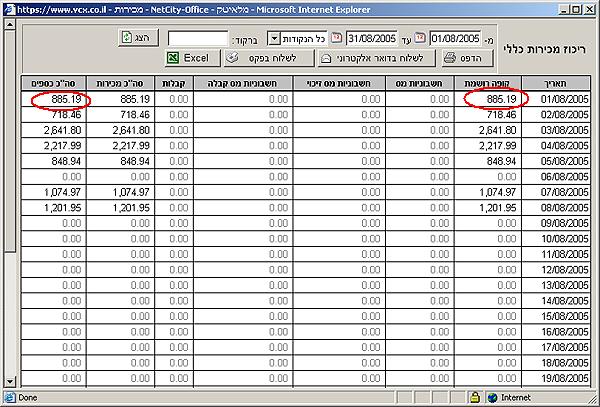 https://www.vcx.co.il - מלאיטק - NetCity-Office - מכירות - Microsoft Internet Explorer
ריכוז מכירות כללי
מ- 01/08/2005 עד 31/08/2005 כל הנקודות ברקוד: הצג
הדפס לשלוח בדואר אלקטרוני לשלוח בפקס Excel
תאריך קופה רושמת חשבוניות מס חשבוניות מס זיכוי חשבוניות מס קבלה קבלות סה"כ מכירות סה"כ כספים
01/08/2005 885.19 0.00 0.00 0.00 0.00 885.19 885.19
02/08/2005 718.46 0.00 0.00 0.00 0.00 718.46 718.46
03/08/2005 2,641.80 0.00 0.00 0.00 0.00 2,641.80 2,641.80
04/08/2005 2,217.99 0.00 0.00 0.00 0.00 2,217.99 2,217.99
05/08/2005 848.94 0.00 0.00 0.00 0.00 848.94 848.94
06/08/2005 0.00 0.00 0.00 0.00 0.00 0.00 0.00
07/08/2005 1,074.97 0.00 0.00 0.00 0.00 1,074.97 1,074.97
08/08/2005 1,201.95 0.00 0.00 0.00 0.00 1,201.95 1,201.95
09/08/2005 0.00 0.00 0.00 0.00 0.00 0.00 0.00
10/08/2005 0.00 0.00 0.00 0.00 0.00 0.00 0.00
11/08/2005 0.00 0.00 0.00 0.00 0.00 0.00 0.00
12/08/2005 0.00 0.00 0.00 0.00 0.00 0.00 0.00
13/08/2005 0.00 0.00 0.00 0.00 0.00 0.00 0.00
14/08/2005 0.00 0.00 0.00 0.00 0.00 0.00 0.00
15/08/2005 0.00 0.00 0.00 0.00 0.00 0.00 0.00
16/08/2005 0.00 0.00 0.00 0.00 0.00 0.00 0.00
17/08/2005 0.00 0.00 0.00 0.00 0.00 0.00 0.00
18/08/2005 0.00 0.00 0.00 0.00 0.00 0.00 0.00
19/08/2005 0.00 0.00 0.00 0.00 0.00 0.00 0.00
Done Internet